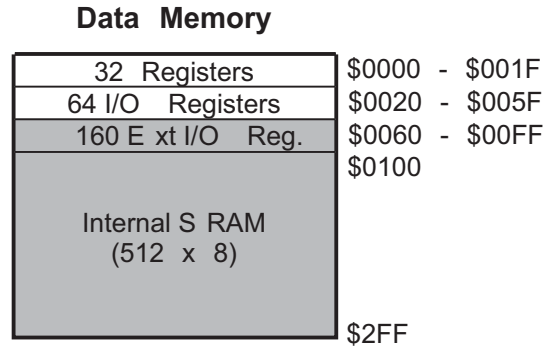 Data Memory
32 Registers $0000 - $001F
64 I/O Registers $0020 - $005F
160 E xt I/O Reg. $0060 - $00FF
$0100
Internal S RAM
(512 x 8)
$2FF